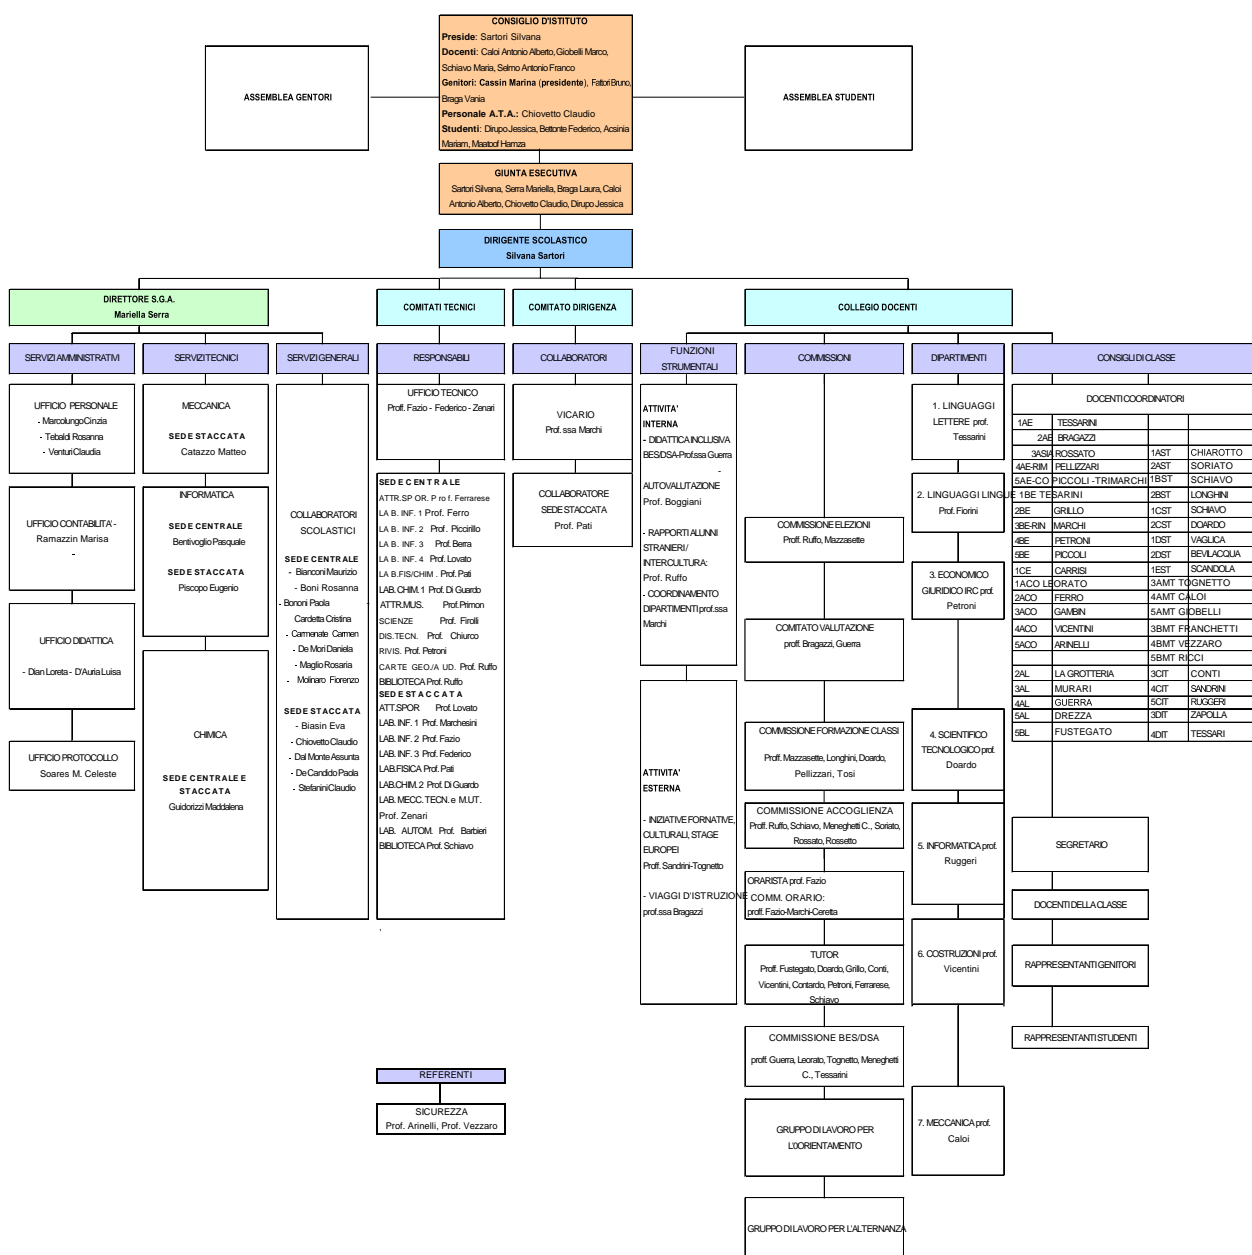 CONSIGLIO D'ISTITUTO
Preside: Sartori Silvana
Docenti: Caloi Antonio Alberto, Giobelli Marco,
Schiavo Maria, Selmo Antonio Franco
Genitori: Cassin Marina (presidente), Fattori Bruno,
Braga Vania
Personale A.T.A.: Chiovetto Claudio
Studenti: Dirupo Jessica, Bettonte Federico, Acsinia
Mariam, Maatoof Hamza
ASSEMBLEA GENTORI
ASSEMBLEA STUDENTI
GIUNTA ESECUTIVA
Sartori Silvana, Serra Mariella, Braga Laura, Caloi
Antonio Alberto, Chiovetto Claudio, Dirupo Jessica
DIRIGENTE SCOLASTICO
Silvana Sartori
DIRETTORE S.G.A.
Mariella Serra
COMITATI TECNICI
COMITATO DIRIGENZA
COLLEGIO DOCENTI
SERVIZI AMMINISTRATIVI
SERVIZI TECNICI
SERVIZI GENERALI
RESPONSABILI
COLLABORATORI
FUNZIONI
STRUMENTALI
COMMISSIONI
DIPARTIMENTI
CONSIGLI DI CLASSE
UFFICIO PERSONALE
- Marcolungo Cinzia
- Tebaldi Rosanna
- Venturi Claudia
UFFICIO CONTABILITA' -
Ramazzin Marisa
-
UFFICIO DIDATTICA
- Dian Loreta - D'Auria Luisa
UFFICIO PROTOCOLLO
Soares M. Celeste
MECCANICA
SEDE STACCATA
Catazzo Matteo
INFORMATICA
SEDE CENTRALE
Bentivoglio Pasquale
SEDE STACCATA
Piscopo Eugenio
CHIMICA
SEDE CENTRALE E
STACCATA
Guidorizzi Maddalena
COLLABORATORI
SCOLASTICI
SEDE CENTRALE
- Bianconi Maurizio
- Boni Rosanna
- Bononi Paola -
Cardetta Cristina
- Carmenate Carmen
- De Mori Daniela
- Maglio Rosaria
- Molinaro Fiorenzo
SEDE STACCATA
- Biasin Eva
- Chiovetto Claudio
- Dal Monte Assunta
- De Candido Paola
- Stefanini Claudio
UFFICIO TECNICO
Proff. Fazio - Federico - Zenari
SEDE CENTRALE
ATTR.SPOR. Prof. Ferrarese
LAB. INF. 1 Prof. Ferro
LAB. INF. 2 Prof. Piccirillo
LAB. INF. 3 Prof. Berra
LAB. INF. 4 Prof. Lovato
LAB.FIS/CHIM . Prof. Pati
LAB. CHIM. 1 Prof. Di Guardo
ATTR.MUS. Prof. Primon
SCIENZE Prof. Firolli
DIS.TECN. Prof. Chiurco
RIVIS. Prof. Petroni
CARTE GEO./AUD. Prof. Ruffo
BIBLIOTECA Prof. Ruffo
SEDE STACCATA
ATT.SPOR Prof. Lovato
LAB. INF. 1 Prof. Marchesini
LAB. INF. 2 Prof. Fazio
LAB. INF. 3 Prof. Federico
LAB.FISICA Prof. Pati
LAB.CHIM. 2 Prof. Di Guardo
LAB. MECC. TECN. e M.UT.
Prof. Zenari
LAB. AUTOM. Prof. Barbieri
BIBLIOTECA Prof. Schiavo
REFERENTI
SICUREZZA
Prof. Arinelli, Prof. Vezzaro
VICARIO
Prof.ssa Marchi
COLLABORATORE
SEDE STACCATA
Prof. Pati
ATTIVITA'
INTERNA
- DIDATTICA INCLUSIVA
BES/DSA-Prof.ssa Guerra
-
AUTOVALUTAZIONE
Prof. Boggiani
- RAPPORTI ALUNNI
STRANIERI /
INTERCULTURA:
Prof. Ruffo
- COORDINAMENTO
DIPARTIMENTI prof.ssa
Marchi
ATTIVITA'
ESTERNA
- INIZIATIVE FORMATIVE,
CULTURALI, STAGE
EUROPEI
Proff. Sandrini-Tognetto
- VIAGGI D'ISTRUZIONE
prof.ssa Bragazzi
COMMISSIONE ELEZIONI
Prof. Ruffo, Mazzasette
COMITATO VALUTAZIONE
proff. Bragazzi, Guerra
COMMISSIONE FORMAZIONE CLASSI
Proff. Mazzasette, Longhini, Doardo,
Pellizzari, Tosi
COMMISSIONE ACCOGLIENZA
Proff. Ruffo, Schiavo, Meneghetti C., Soriato,
Rossato, Rossetto
ORARISTA prof. Fazio
COMM. ORARIO:
proff. Fazio-Marchi-Ceretta
TUTOR
Proff. Fustegato, Doardo, Grillo, Conti,
Vicentini, Contardo, Petroni, Ferrarese,
Schiavo
COMMISSIONE BES/DSA
proff. Guerra, Leorato, Tognetto, Meneghetti
C., Tessarini
GRUPPO DI LAVORO PER
L'0ORIENTAMENTO
GRUPPO DI LAVORO PER L'ALTERNANZA
1. LINGUAGGI
LETTERE prof.
Tessarini
2. LINGUAGGI LINGUE
Prof. Fiorini
3. ECONOMICO
GIURIDICO IRC prof.
Petroni
4. SCIENTIFICO
TECNOLOGICO prof.
Doardo
5. INFORMATICA prof.
Ruggeri
6. COSTRUZIONI prof.
Vicentini
7. MECCANICA prof.
Caloi
DOCENTI COORDINATORI
1AE TESSARINI
2AE BRAGAZZI
3ASIA ROSSATO 1AST CHIAROTTO
4AE-RIM PELLIZZARI 2AST SORIATO
5AE-CO PICCOLI -TRIMARCHI 1BST SCHIAVO
1BE TESARINI 2BST LONGHINI
2BE GRILLO 1CST SCHIAVO
3BE-RIN MARCHI 2CST DOARDO
4BE PETRONI 1DST VAGLICA
5BE PICCOLI 2DST BEVILACQUA
1CE CARRISI 1EST SCANDOLA
1ACO LEORATO 3AMT TOGNETTO
2ACO FERRO 4AMT CALOI
3ACO GAMBIN 5AMT GIOBELLI
4ACO VICENTINI 3BMT FRANCHETTI
5ACO ARINELLI 4BMT VEZZARO
5BMT RICCI
2AL LA GROTTERIA 3CIT CONTI
3AL MURARI 4CIT SANDRINI
4AL GUERRA 5CIT RUGGERI
5AL DREZZA 3DIT ZAPOLLA
5BL FUSTEGATO 4DIT TESSARI
SEGRETARIO
DOCENTI DELLA CLASSE
RAPPRESENTANTI GENITORI
RAPPRESENTANTI STUDENTI